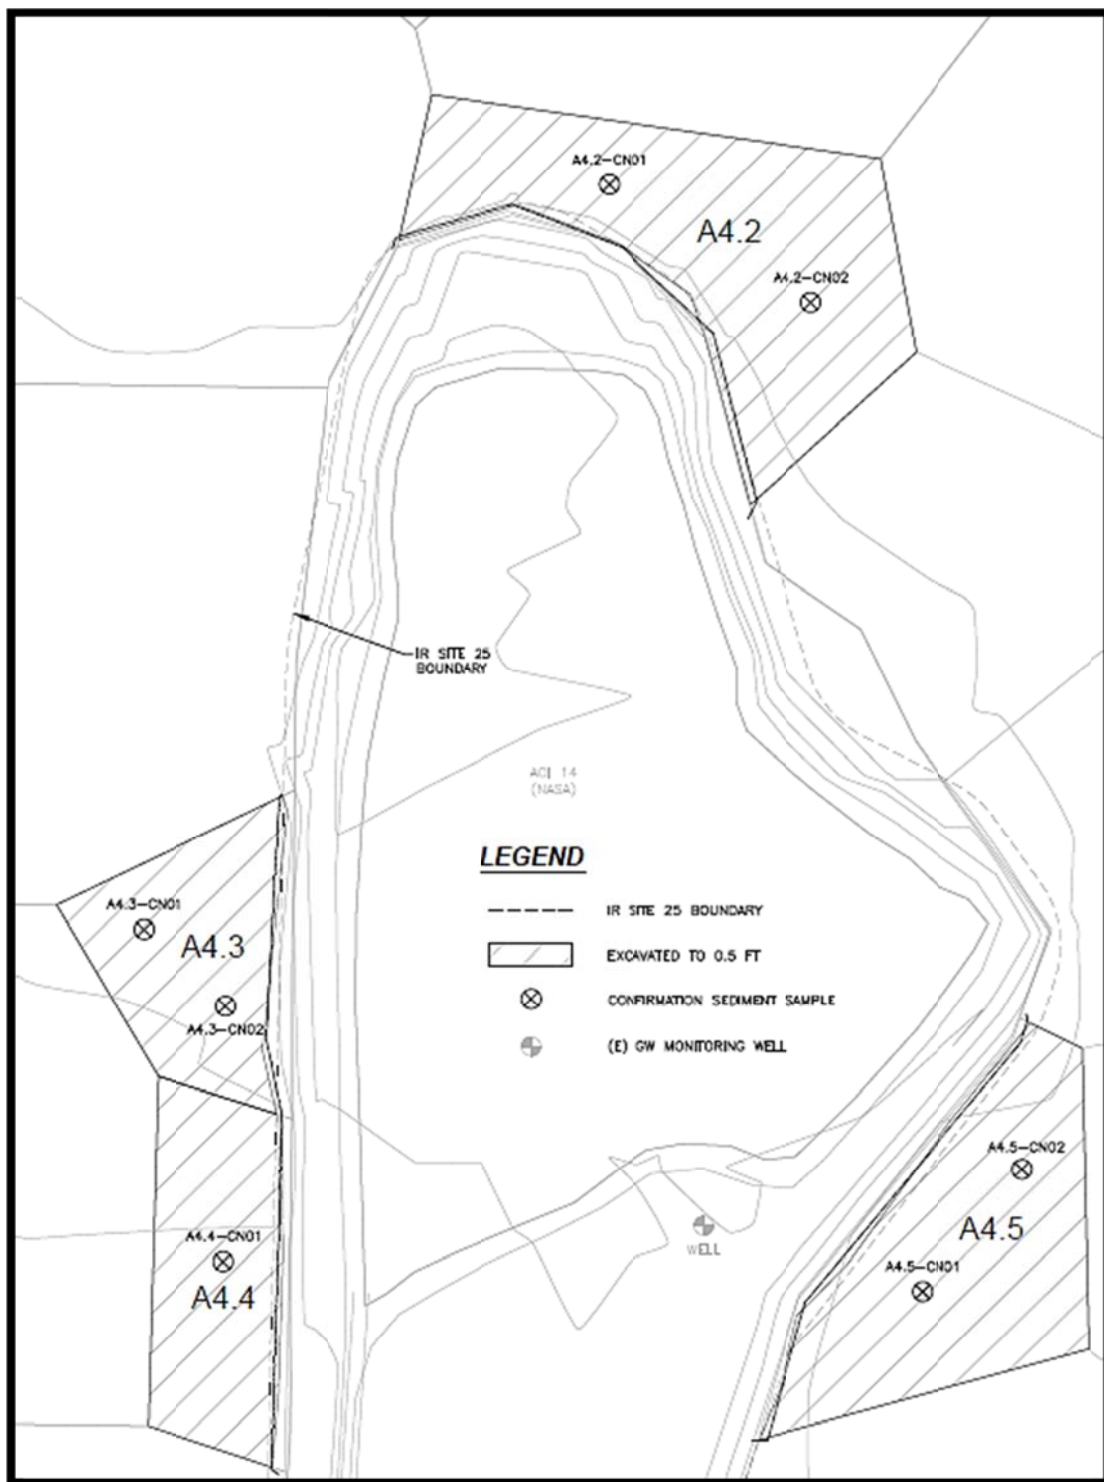 A4.2-CN01
A4.2
A4.2-CN02
IR SITE 25
BOUNDARY
AOI 14
(NASA)
LEGEND
IR SITE 25 BOUNDARY
EXCAVATED TO 0.5 FT
CONFIRMATION SEDIMENT SAMPLE
(E) GW MONITORING WELL
A4.3-CN01
A4.3
A4.3-CN02
A4.5-CN02
A4.5
WELL
A4.4-CN01
A4.4
A4.5-CN01